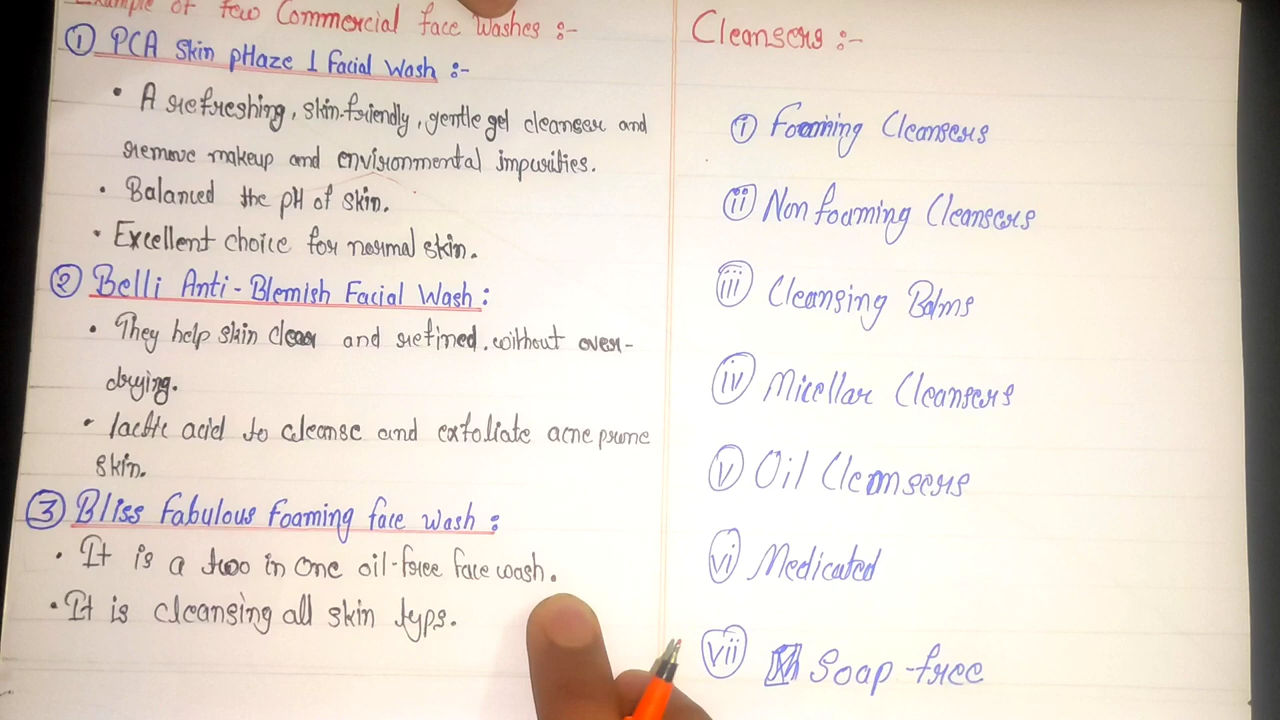 Example of few Commercial face washes :-
① PCA Skin pHaze 1 Facial Wash :-
• A refreshing, skin-friendly, gentle gel cleanser and
remove makeup and environmental impurities.
• Balanced the pH of skin.
• Excellent choice for normal skin.
② Belli Anti-Blemish Facial Wash :
• They help skin clear and refined. without over-
drying.
• lactic acid to cleanse and exfoliate acne prone
skin.
③ Bliss Fabulous Foaming face wash :
• It is a two in one oil-free face wash.
• It is cleansing all skin typs.
Cleansers :-
ⓘ Foaming Cleansers
ii Non foaming Cleansers
iii Cleansing Balms
iv Micellar Cleansers
v Oil Clemsers
vi Medicated
vii Soap-free